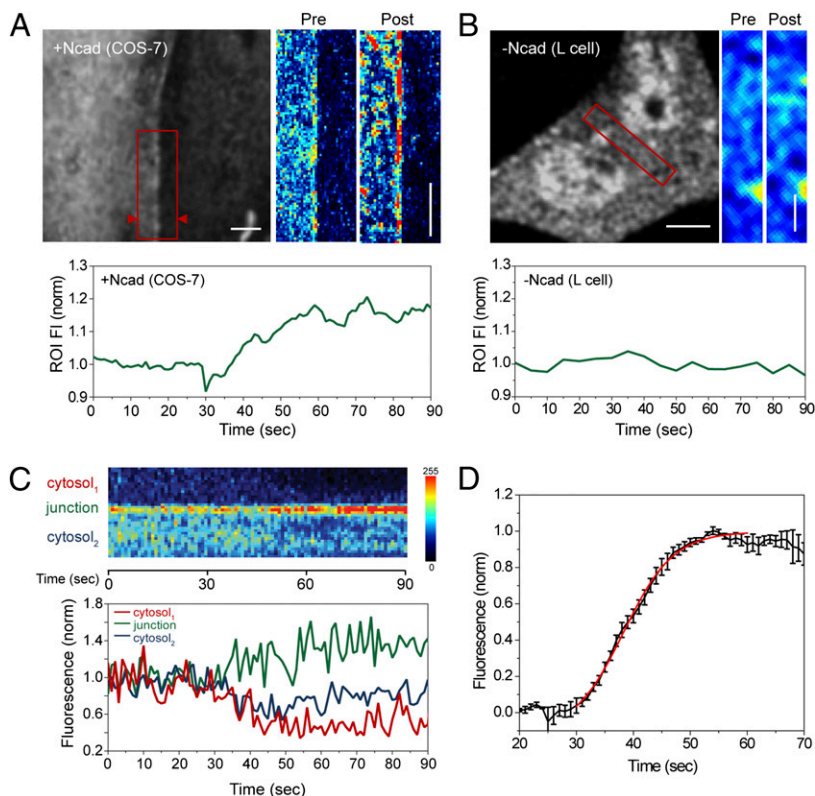 A
+Ncad (COS-7)
Pre
Post
+Ncad (COS-7)
ROI FI (norm)
1.3
1.2
1.1
1.0
0.9
0 10 20 30 40 50 60 70 80 90
Time (sec)
B
-Ncad (L cell)
Pre
Post
-Ncad (L cell)
ROI FI (norm)
1.3
1.2
1.1
1.0
0.9
0 10 20 30 40 50 60 70 80 90
Time (sec)
C
cytosol₁
junction
cytosol₂
255
0
Time (sec)
0 30 60 90
cytosol₁
junction
cytosol₂
Fluorescence (norm)
1.8
1.4
1.0
0.6
0.2
0 10 20 30 40 50 60 70 80 90
Time (sec)
D
Fluorescence (norm)
1.2
1.0
0.8
0.6
0.4
0.2
0.0
20 30 40 50 60 70
Time (sec)